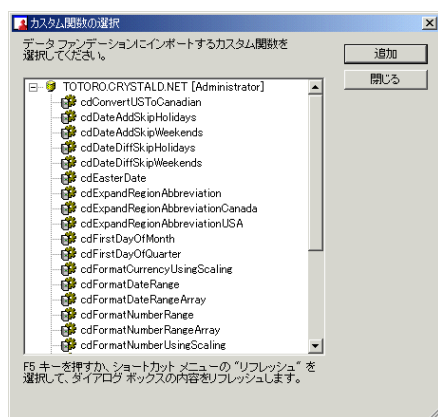 カスタム関数の選択
データ ファンデーションにインポートするカスタム関数を
選択してください。
追加
閉じる
TOTORO.CRYSTALD.NET [Administrator]
cdConvertUSToCanadian
cdDateAddSkipHolidays
cdDateAddSkipWeekends
cdDateDiffSkipHolidays
cdDateDiffSkipWeekends
cdEasterDate
cdExpandRegionAbbreviation
cdExpandRegionAbbreviationCanada
cdExpandRegionAbbreviationUSA
cdFirstDayOfMonth
cdFirstDayOfQuarter
cdFormatCurrencyUsingScaling
cdFormatDateRange
cdFormatDateRangeArray
cdFormatNumberRange
cdFormatNumberRangeArray
cdFormatNumberUsingScaling
F5 キーを押すか、ショートカット メニューの "リフレッシュ" を
選択して、ダイアログ ボックスの内容をリフレッシュします。